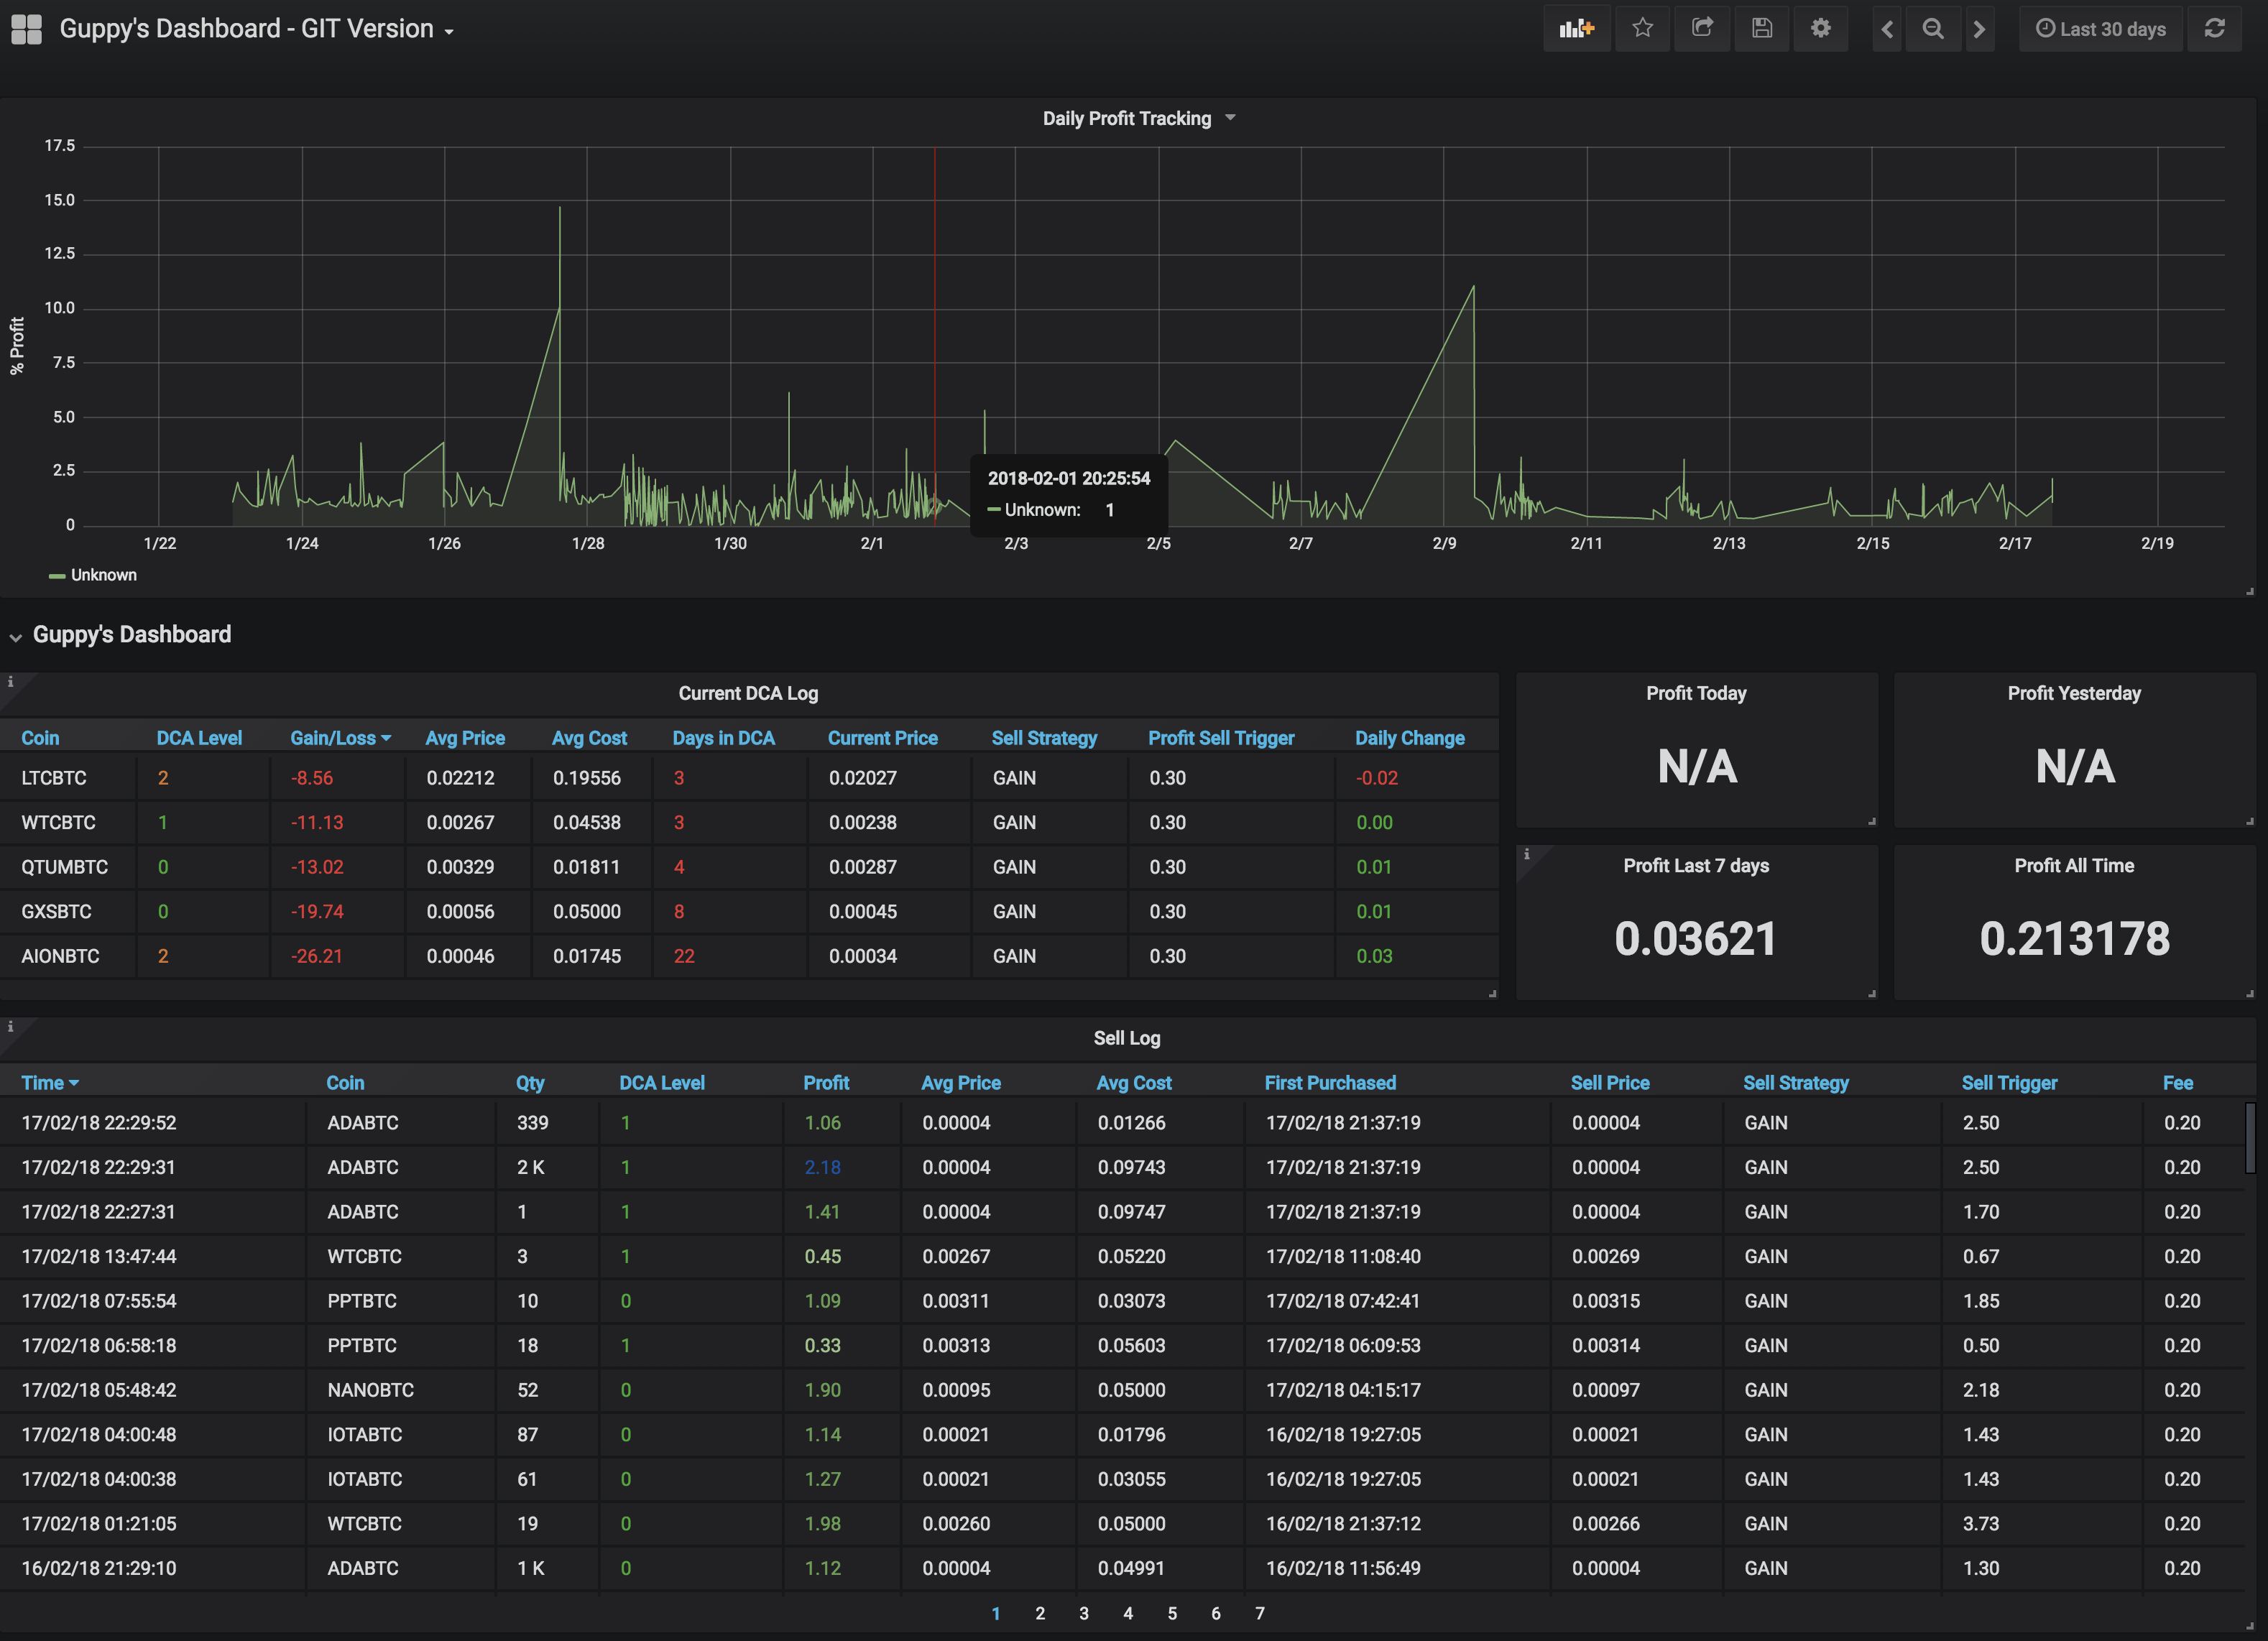 Guppy's Dashboard - GIT Version
Last 30 days
Daily Profit Tracking
% Profit
17.5
15.0
12.5
10.0
7.5
5.0
2.5
0
1/22 1/24 1/26 1/28 1/30 2/1 2/3 2/5 2/7 2/9 2/11 2/13 2/15 2/17 2/19
2018-02-01 20:25:54
Unknown: 1
Unknown
Guppy's Dashboard
Current DCA Log
Coin DCA Level Gain/Loss Avg Price Avg Cost Days in DCA Current Price Sell Strategy Profit Sell Trigger Daily Change
LTCBTC 2 -8.56 0.02212 0.19556 3 0.02027 GAIN 0.30 -0.02
WTCBTC 1 -11.13 0.00267 0.04538 3 0.00238 GAIN 0.30 0.00
QTUMBTC 0 -13.02 0.00329 0.01811 4 0.00287 GAIN 0.30 0.01
GXSBTC 0 -19.74 0.00056 0.05000 8 0.00045 GAIN 0.30 0.01
AIONBTC 2 -26.21 0.00046 0.01745 22 0.00034 GAIN 0.30 0.03
Profit Today
N/A
Profit Yesterday
N/A
Profit Last 7 days
0.03621
Profit All Time
0.213178
Sell Log
Time Coin Qty DCA Level Profit Avg Price Avg Cost First Purchased Sell Price Sell Strategy Sell Trigger Fee
17/02/18 22:29:52 ADABTC 339 1 1.06 0.00004 0.01266 17/02/18 21:37:19 0.00004 GAIN 2.50 0.20
17/02/18 22:29:31 ADABTC 2 K 1 2.18 0.00004 0.09743 17/02/18 21:37:19 0.00004 GAIN 2.50 0.20
17/02/18 22:27:31 ADABTC 1 1 1.41 0.00004 0.09747 17/02/18 21:37:19 0.00004 GAIN 1.70 0.20
17/02/18 13:47:44 WTCBTC 3 1 0.45 0.00267 0.05220 17/02/18 11:08:40 0.00269 GAIN 0.67 0.20
17/02/18 07:55:54 PPTBTC 10 0 1.09 0.00311 0.03073 17/02/18 07:42:41 0.00315 GAIN 1.85 0.20
17/02/18 06:58:18 PPTBTC 18 1 0.33 0.00313 0.05603 17/02/18 06:09:53 0.00314 GAIN 0.50 0.20
17/02/18 05:48:42 NANOBTC 52 0 1.90 0.00095 0.05000 17/02/18 04:15:17 0.00097 GAIN 2.18 0.20
17/02/18 04:00:48 IOTABTC 87 0 1.14 0.00021 0.01796 16/02/18 19:27:05 0.00021 GAIN 1.43 0.20
17/02/18 04:00:38 IOTABTC 61 0 1.27 0.00021 0.03055 16/02/18 19:27:05 0.00021 GAIN 1.43 0.20
17/02/18 01:21:05 WTCBTC 19 0 1.98 0.00260 0.05000 16/02/18 21:37:12 0.00266 GAIN 3.73 0.20
16/02/18 21:29:10 ADABTC 1 K 0 1.12 0.00004 0.04991 16/02/18 11:56:49 0.00004 GAIN 1.30 0.20
1 2 3 4 5 6 7